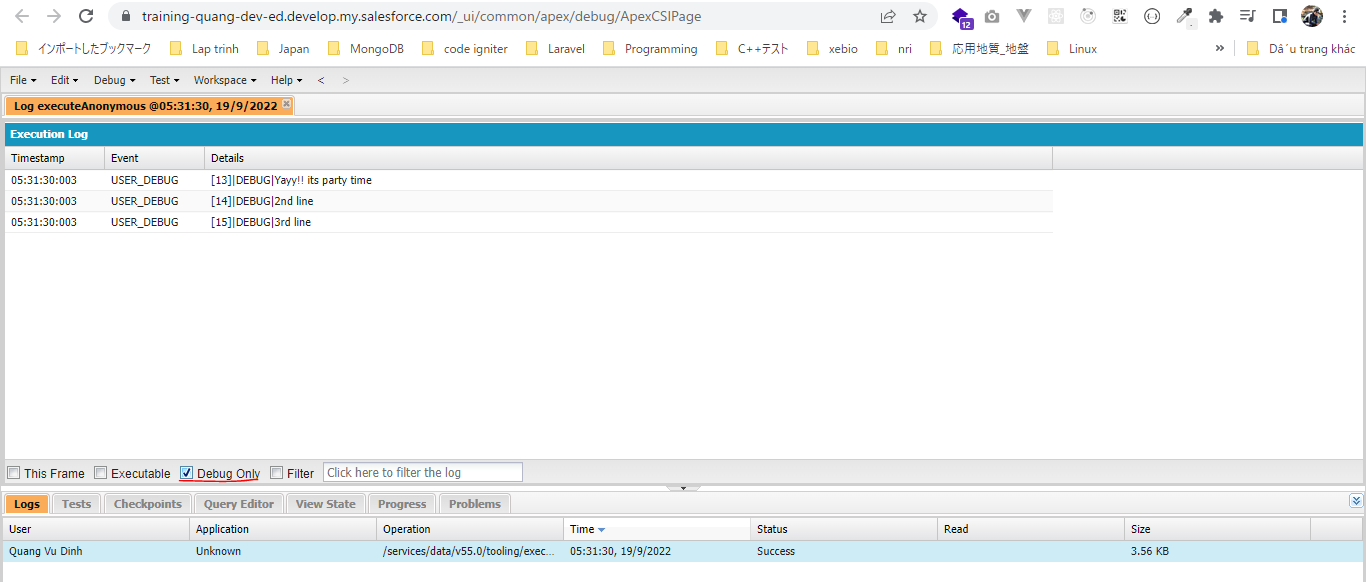 training-quang-dev-ed.develop.my.salesforce.com/_ui/common/apex/debug/ApexCSIPage
12
インポートしたブックマーク Lap trinh Japan MongoDB code igniter Laravel Programming C++テスト xebio nri 応用地質_地盤 Linux » Dấu trang khác
File Edit Debug Test Workspace Help < >
Log executeAnonymous @05:31:30, 19/9/2022
Execution Log
Timestamp Event Details
05:31:30:003 USER_DEBUG [13]|DEBUG|Yayy!! its party time
05:31:30:003 USER_DEBUG [14]|DEBUG|2nd line
05:31:30:003 USER_DEBUG [15]|DEBUG|3rd line
This Frame Executable Debug Only Filter Click here to filter the log
Logs Tests Checkpoints Query Editor View State Progress Problems
User Application Operation Time Status Read Size
Quang Vu Dinh Unknown /services/data/v55.0/tooling/exec... 05:31:30, 19/9/2022 Success 3.56 KB